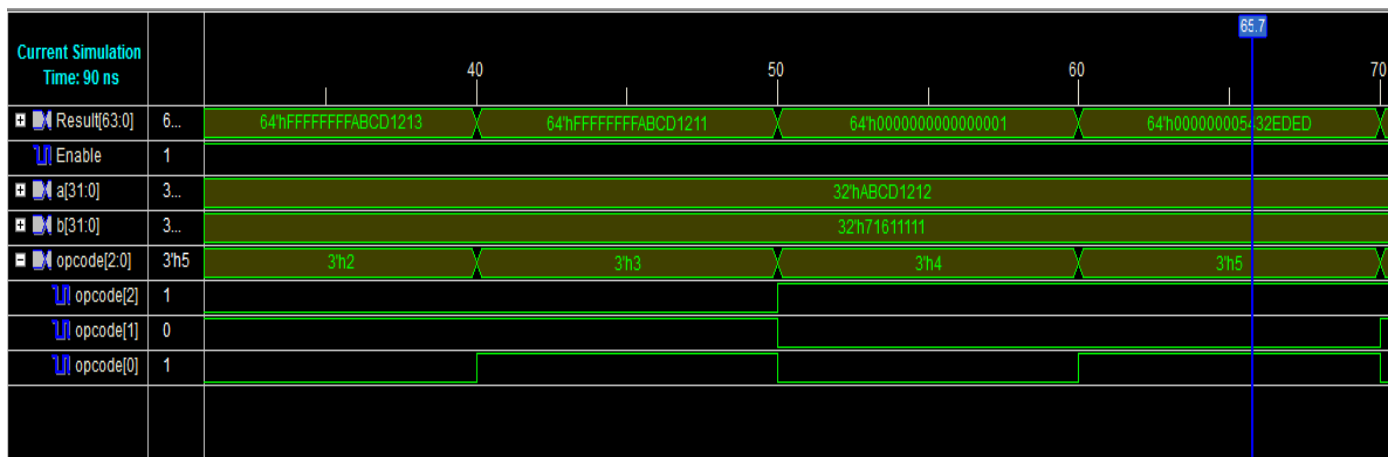 65.7
Current Simulation
Time: 90 ns
40 50 60 70
Result[63:0] 6... 64'hFFFFFFFFABCD1213 64'hFFFFFFFFABCD1211 64'h0000000000000001 64'h000000005432EDED
Enable 1
a[31:0] 3... 32'hABCD1212
b[31:0] 3... 32'h71611111
opcode[2:0] 3'h5 3'h2 3'h3 3'h4 3'h5
opcode[2] 1
opcode[1] 0
opcode[0] 1